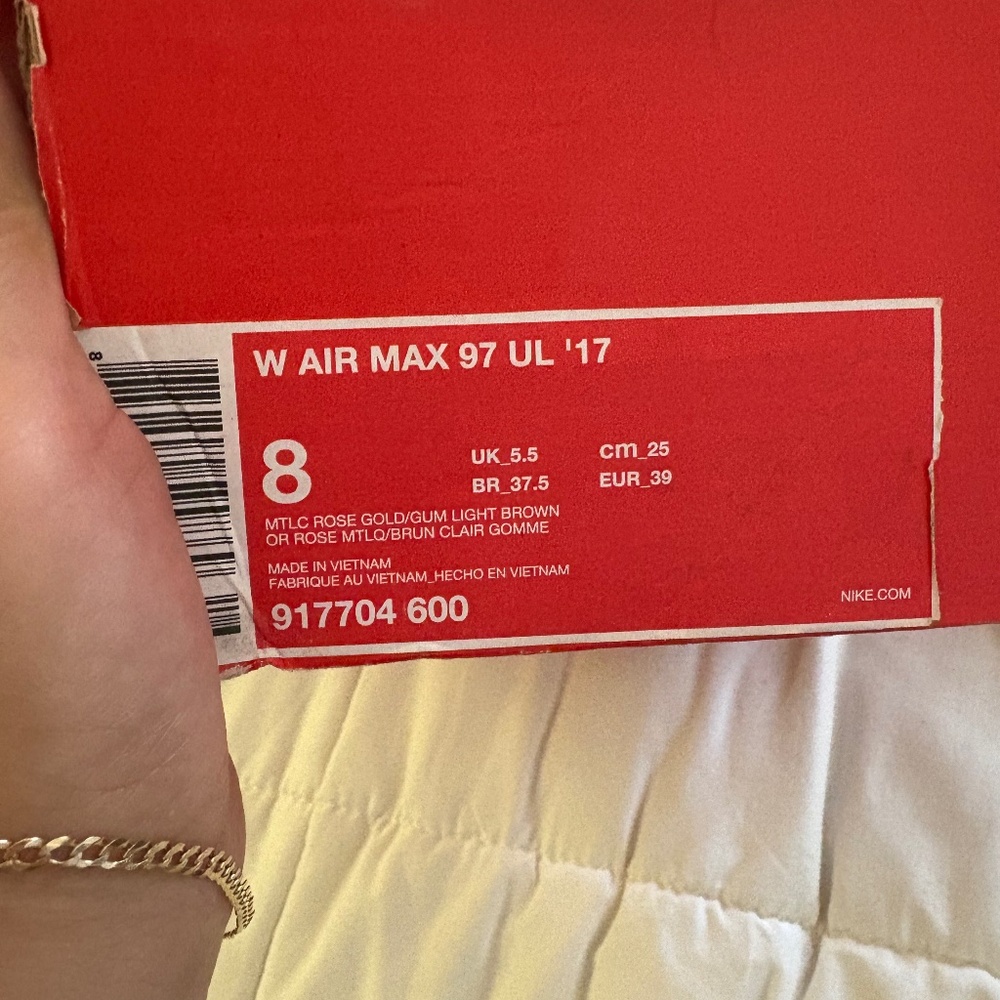 8
W AIR MAX 97 UL '17
8
UK_5.5 cm_25
BR_37.5 EUR_39
MTLC ROSE GOLD/GUM LIGHT BROWN
OR ROSE MTLQ/BRUN CLAIR GOMME
MADE IN VIETNAM
FABRIQUE AU VIETNAM_HECHO EN VIETNAM
917704 600
NIKE.COM